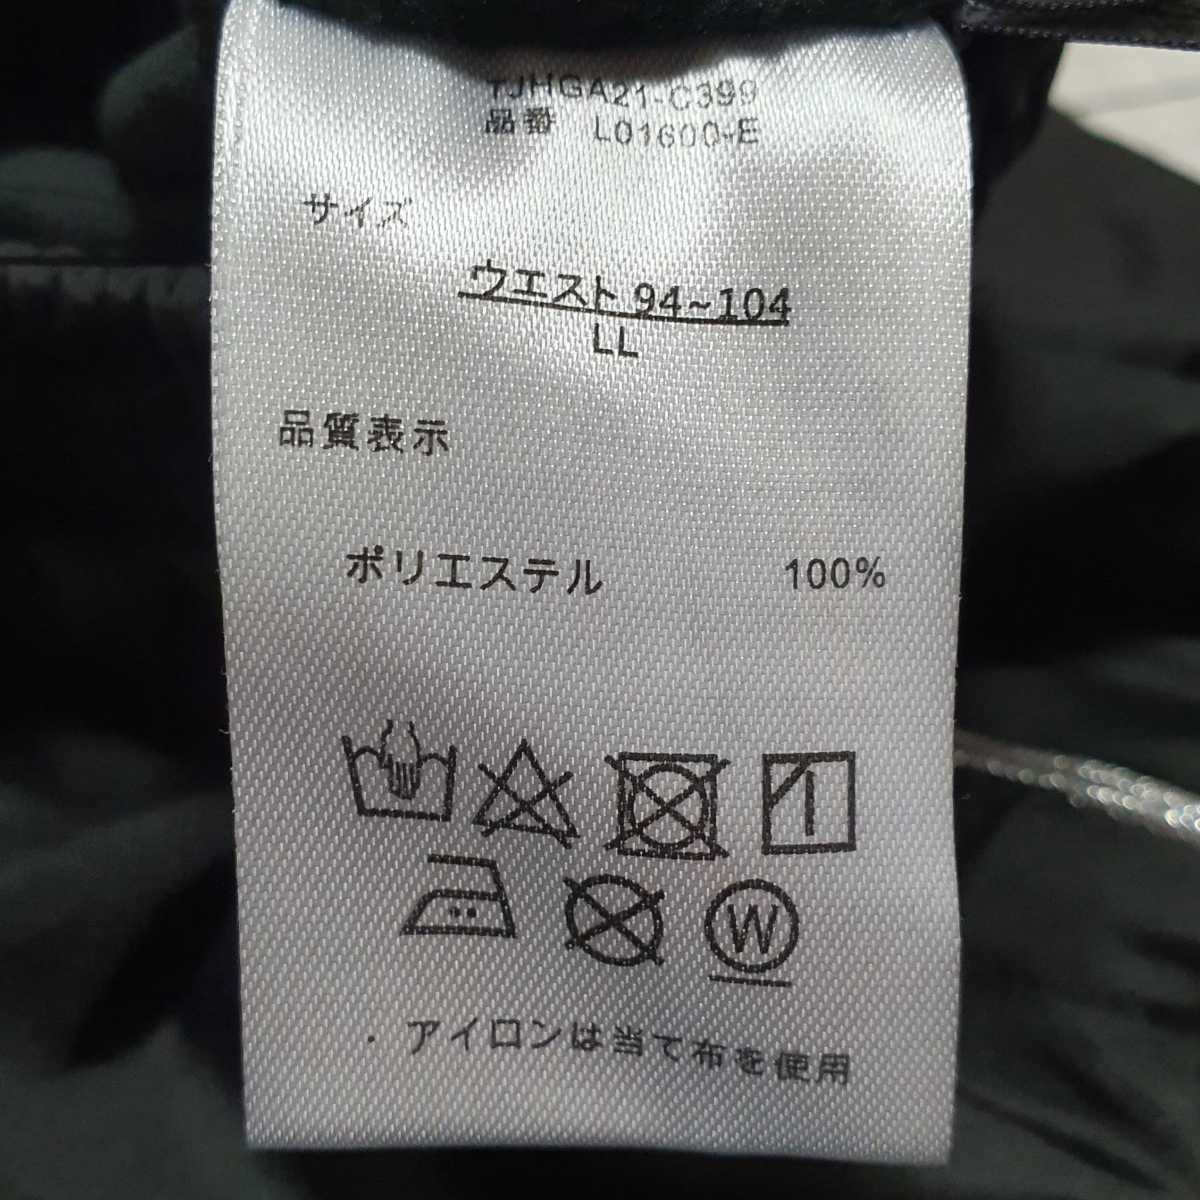 TJHGA21-C399
品番 L01600-E
サイズ
ウエスト 94~104
LL
品質表示
ポリエステル 100%
W
・アイロンは当て布を使用